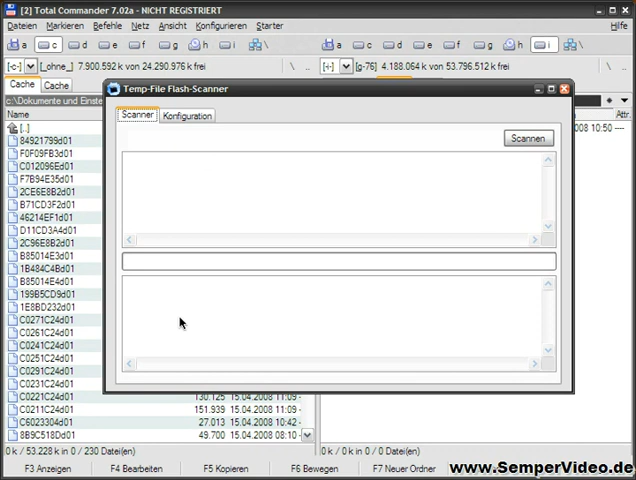 [2] Total Commander 7.02a - NICHT REGISTRIERT
Dateien Markieren Befehle Netz Ansicht Konfigurieren Starter Hilfe
a c d e f g h i a c d e f g h i
[-c-] [_ohne_] 7.900.592 k von 24.290.976 k frei \ .. [-i-] [g-76] 4.188.064 k von 53.796.512 k frei \ ..
Cache Cache
Temp-File Flash-Scanner
c:\Dokumente und Einste
Scanner Konfiguration
Name Attr.
[..]
008 10:50 ----
Scannen
84921799d01
F0F09FB3d01
C012096Ed01
F7B94E35d01
2CE6E8B2d01
B71CD3F2d01
46214EF1d01
D11CD3A4d01
2C96E8B2d01
B85014E3d01
1B484C4Bd01
B85014E4d01
199B5CD9d01
1E8BD232d01
C0271C24d01
C0261C24d01
C0241C24d01
C0251C24d01
C0291C24d01
C0231C24d01
C0221C24d01 130.125 15.04.2008 11:09 -
C0211C24d01 151.939 15.04.2008 11:09 -
C6023304d01 27.013 15.04.2008 10:42 -
8B9C518Dd01 49.700 15.04.2008 08:10 -
0 k / 53.228 k in 0 / 230 Datei(en) 0 k / 0 k in 0 / 0 Datei(en)
F3 Anzeigen F4 Bearbeiten F5 Kopieren F6 Bewegen F7 Neuer Ordner
www.SemperVideo.de